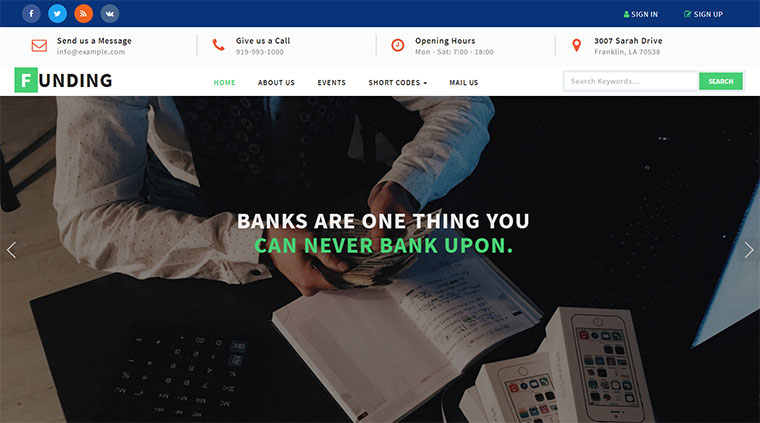 SIGN IN
SIGN UP
Send us a Message
info@example.com
Give us a Call
919-993-1000
Opening Hours
Mon - Sat: 7:00 - 18:00
3007 Sarah Drive
Franklin, LA 70538
FUNDING
HOME
ABOUT US
EVENTS
SHORT CODES
MAIL US
Search Keywords...
SEARCH
BANKS ARE ONE THING YOU
CAN NEVER BANK UPON.